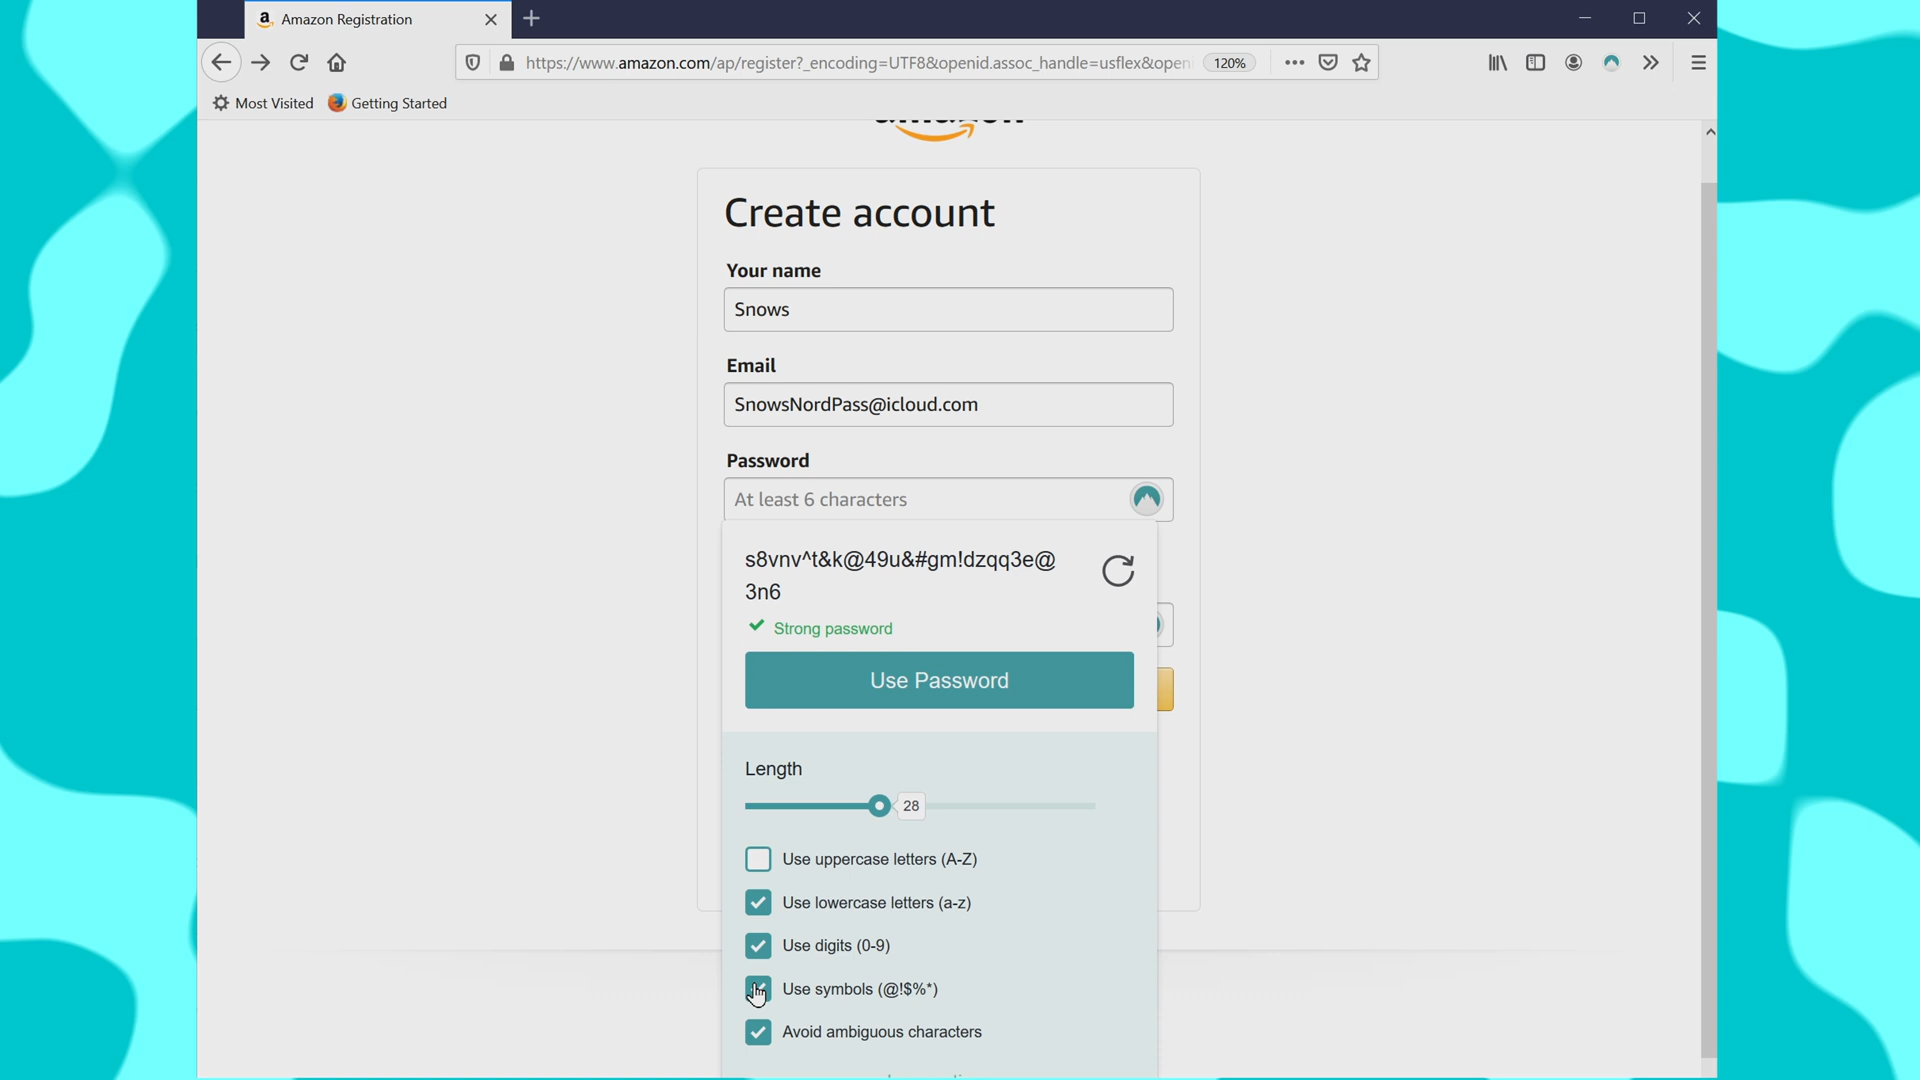 a Amazon Registration
https://www.amazon.com/ap/register?_encoding=UTF8&openid.assoc_handle=usflex&openi
120%
Most Visited
Getting Started
amazon
Create account
Your name
Snows
Email
SnowsNordPass@icloud.com
Password
At least 6 characters
s8vnv^t&k@49u&#gm!dzqq3e@
3n6
Strong password
Use Password
Length
28
Use uppercase letters (A-Z)
Use lowercase letters (a-z)
Use digits (0-9)
Use symbols (@!$%*)
Avoid ambiguous characters